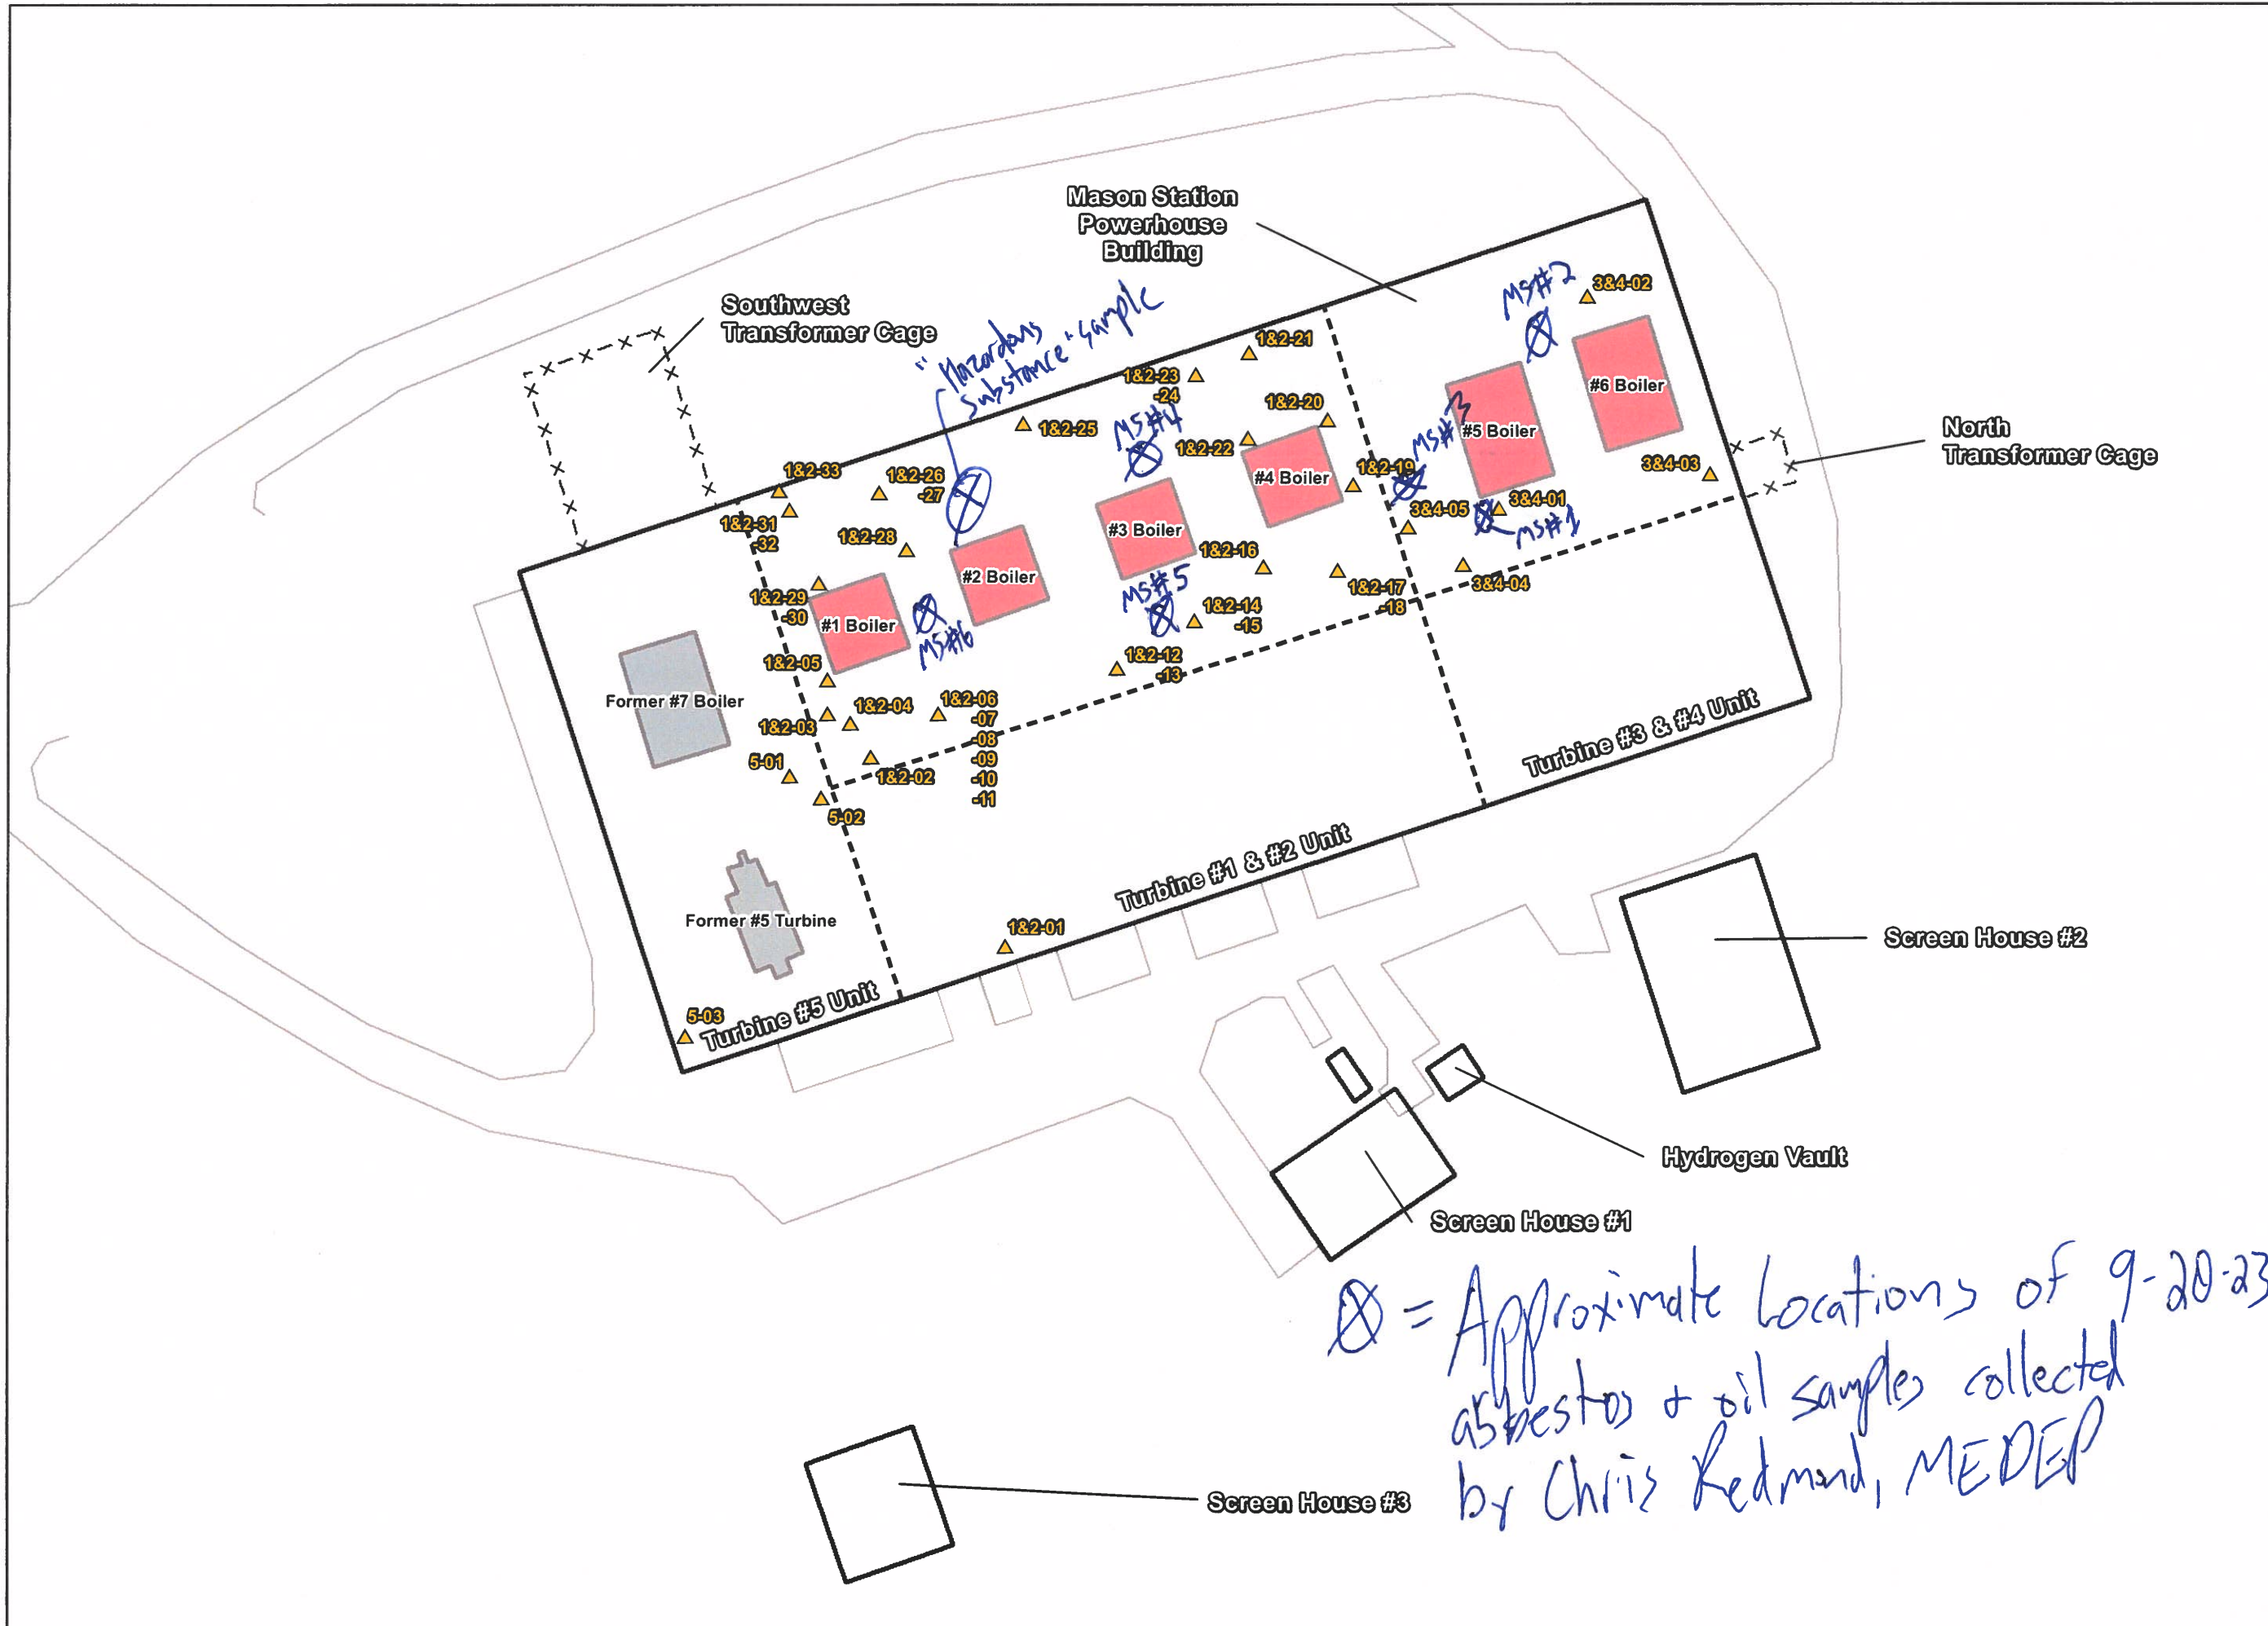 Mason Station
Powerhouse
Building
Southwest
Transformer Cage
"Hazardous
Substance" sample
MS#2
3&4-02
#6 Boiler
1&2-21
1&2-23
-24
1&2-20
MS#4
1&2-25
1&2-22
#4 Boiler
MS#3
#5 Boiler
North
Transformer Cage
3&4-03
1&2-19
3&4-01
3&4-05
MS#1
3&4-04
1&2-33
1&2-26
-27
1&2-31
-32
1&2-28
#3 Boiler
1&2-16
1&2-17
-18
#2 Boiler
MS#5
1&2-14
-15
1&2-12
-13
1&2-29
-30
#1 Boiler
MS#6
1&2-05
Former #7 Boiler
1&2-03
1&2-04
1&2-06
-07
-08
-09
-10
-11
5-01
1&2-02
5-02
Turbine #3 & #4 Unit
Turbine #1 & #2 Unit
Former #5 Turbine
1&2-01
5-03
Turbine #5 Unit
Screen House #2
Hydrogen Vault
Screen House #1
= Approximate Locations of 9-20-23
asbestos + oil samples collected
by Chris Redmond, MEDEP
Screen House #3